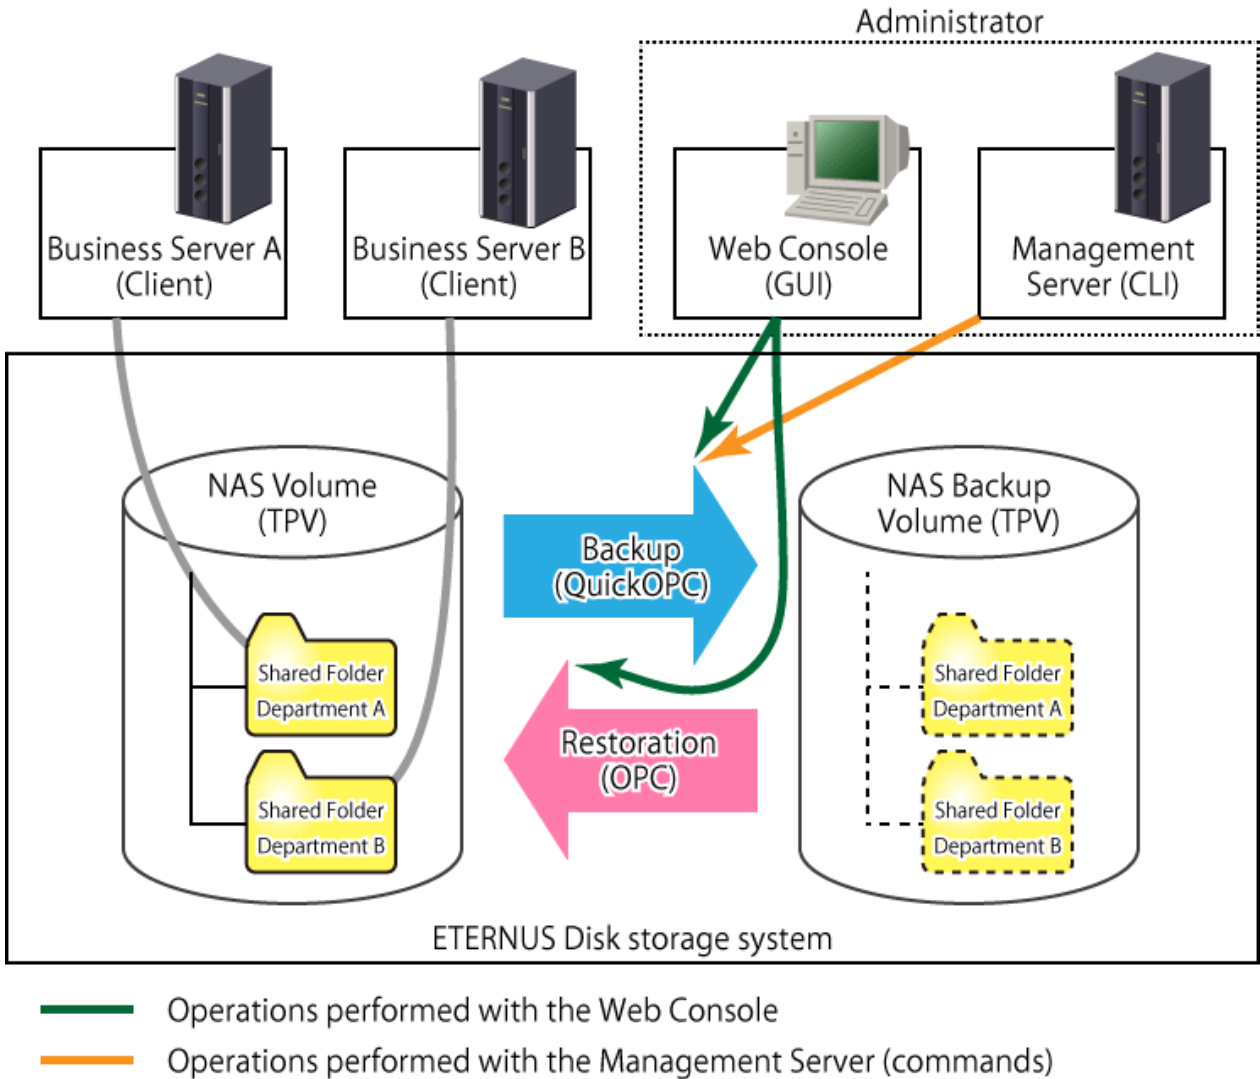 Administrator
Business Server A
(Client)
Business Server B
(Client)
Web Console
(GUI)
Management
Server (CLI)
NAS Volume
(TPV)
NAS Backup
Volume (TPV)
Backup
(QuickOPC)
Shared Folder
Department A
Shared Folder
Department A
Restoration
(OPC)
Shared Folder
Department B
Shared Folder
Department B
ETERNUS Disk storage system
Operations performed with the Web Console
Operations performed with the Management Server (commands)